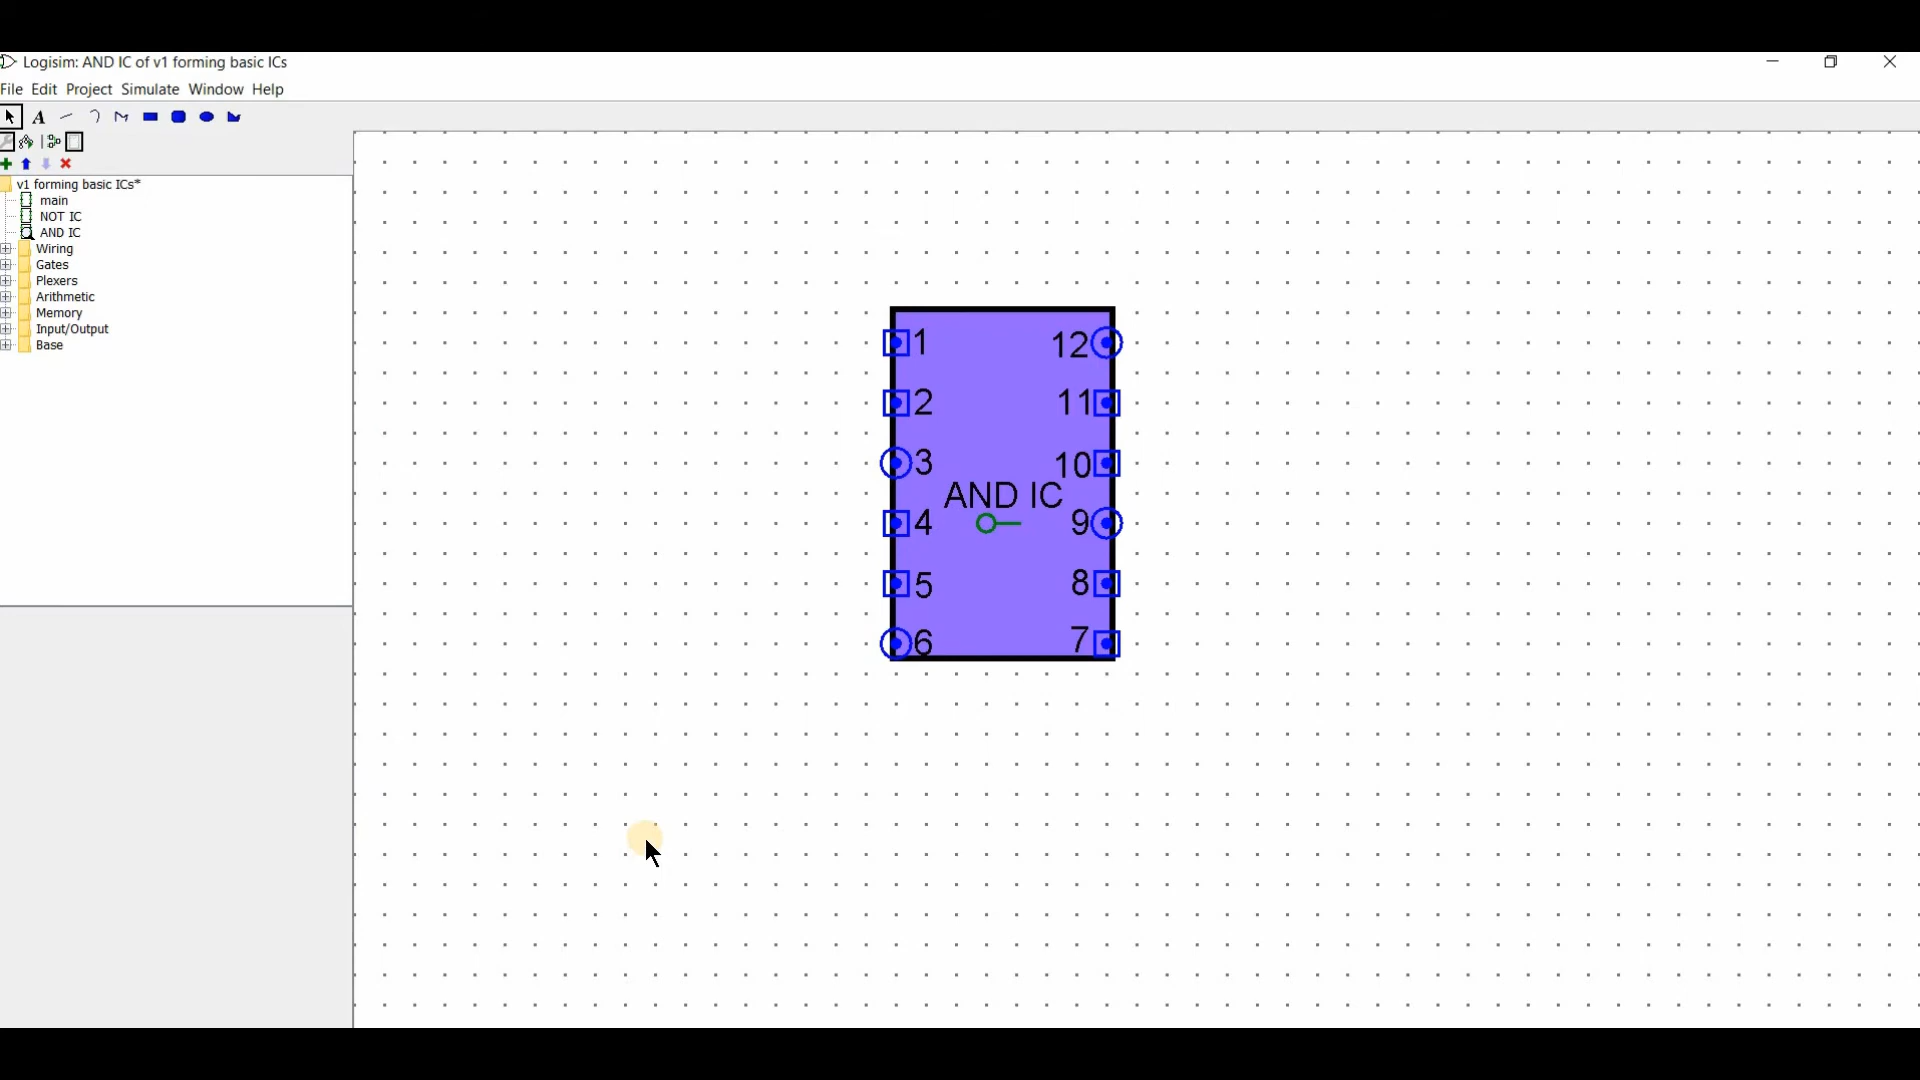 Logisim: AND IC of v1 forming basic ICs
File Edit Project Simulate Window Help
A
v1 forming basic ICs*
main
NOT IC
AND IC
Wiring
Gates
Plexers
Arithmetic
Memory
Input/Output
Base
1 12
2 11
3 10
AND IC
4 9
5 8
6 7